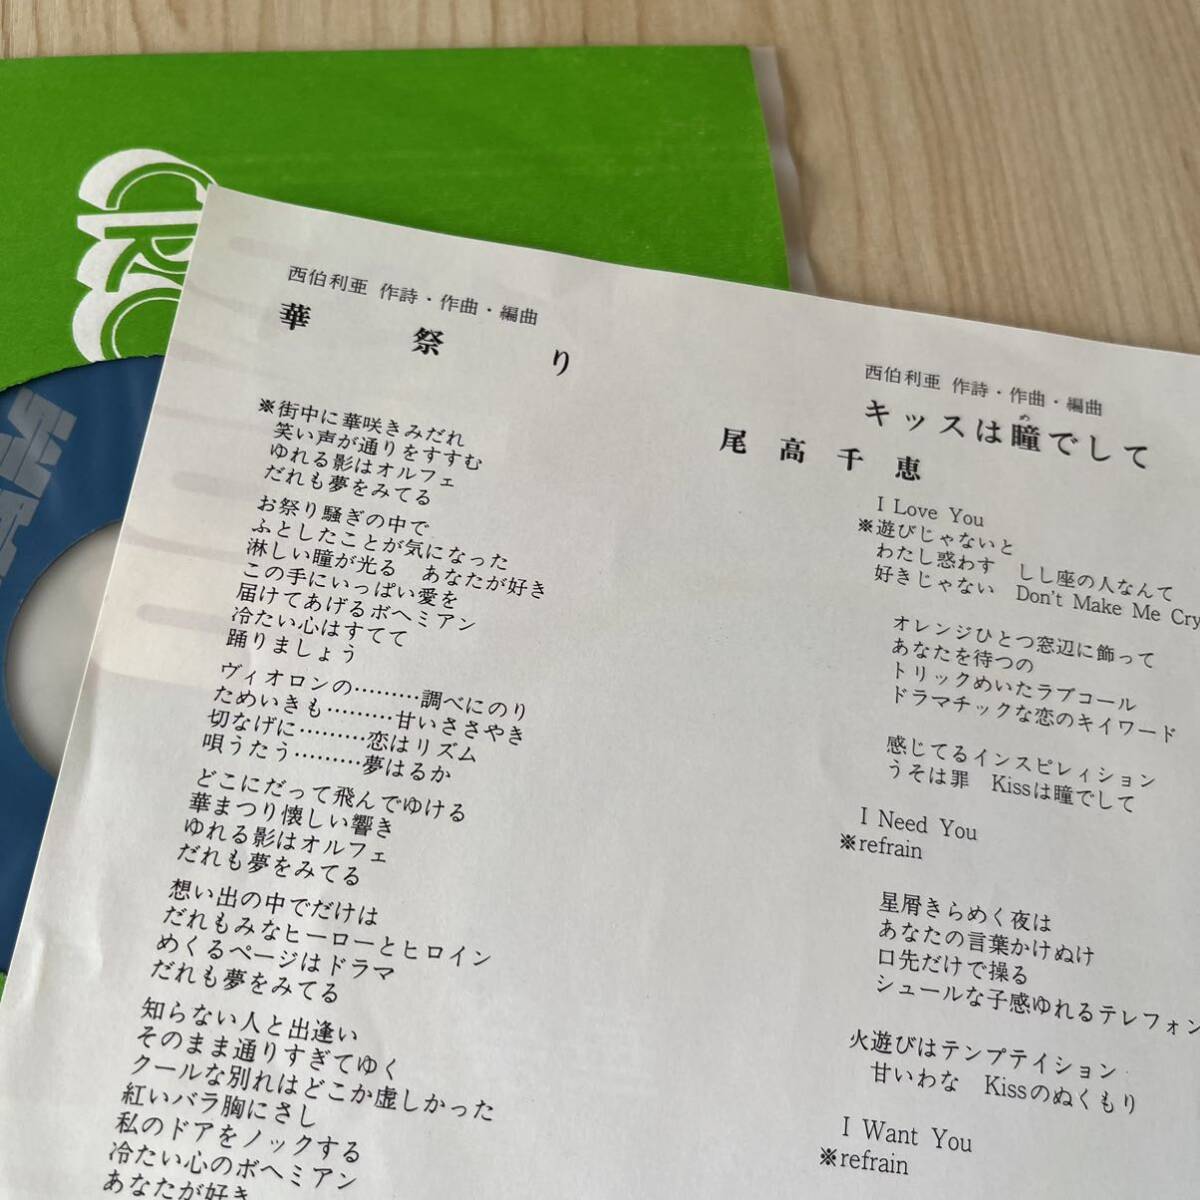 CRO
西伯利亜 作詩・作曲・編曲
華祭り
※街中に華咲きみだれ
笑い声が通りをすすむ
ゆれる影はオルフェ
だれも夢をみてる
お祭り騒ぎの中で
ふとしたことが気になった
淋しい瞳が光る あなたが好き
この手にいっぱい愛を
届けてあげるボヘミアン
冷たい心はすてて
踊りましょう
ヴィオロンの………調べにのり
ためいきも………甘いささやき
切なげに………恋はリズム
唄うたう………夢はるか
どこにだって飛んでゆける
華まつり懐しい響き
ゆれる影はオルフェ
だれも夢をみてる
想い出の中でだけは
だれもみなヒーローとヒロイン
めくるページはドラマ
だれも夢をみてる
知らない人と出逢い
そのまま通りすぎてゆく
クールな別れはどこか虚しかった
紅いバラ胸にさし
私のドアをノックする
冷たい心のボヘミアン
あなたが好き
西伯利亜 作詩・作曲・編曲
キッスは瞳でして
め
尾高千恵
I Love You
※遊びじゃないと
わたし惑わす しし座の人なんて
好きじゃない Don't Make Me Cry
オレンジひとつ窓辺に飾って
あなたを待つの
トリックめいたラブコール
ドラマチックな恋のキイワード
感じてるインスピレィション
うそは罪 Kissは瞳でして
I Need You
※refrain
星屑きらめく夜は
あなたの言葉かけぬけ
口先だけで操る
シュールな予感ゆれるテレフォン
火遊びはテンプテイション
甘いわな Kissのぬくもり
I Want You
※refrain